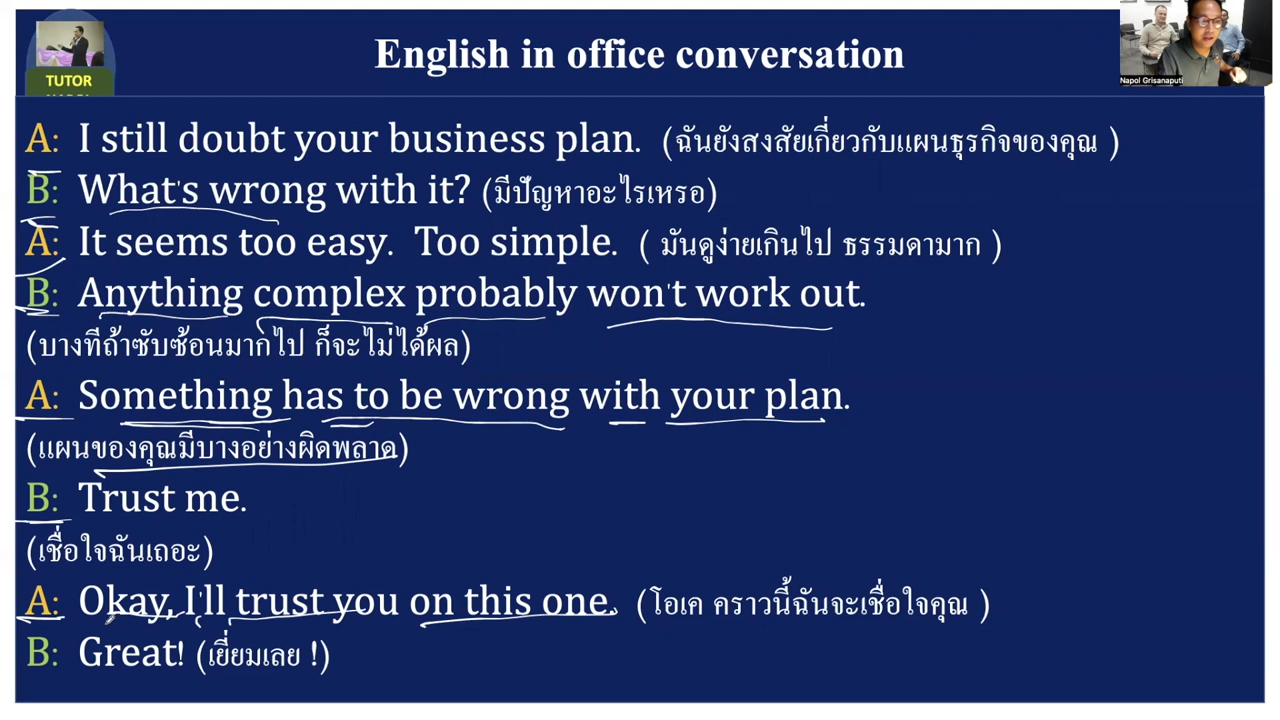 English in office conversation
TUTOR
Napol Grisanaputi
A: I still doubt your business plan. (ฉันยังสงสัยเกี่ยวกับแผนธุรกิจของคุณ )
B: What's wrong with it? (มีปัญหาอะไรเหรอ)
A: It seems too easy. Too simple. ( มันดูง่ายเกินไป ธรรมดามาก )
B: Anything complex probably won't work out.
(บางทีถ้าซับซ้อนมากไป ก็จะไม่ได้ผล)
A: Something has to be wrong with your plan.
(แผนของคุณมีบางอย่างผิดพลาด)
B: Trust me.
(เชื่อใจฉันเถอะ)
A: Okay, I'll trust you on this one. (โอเค คราวนี้ฉันจะเชื่อใจคุณ )
B: Great! (เยี่ยมเลย !)